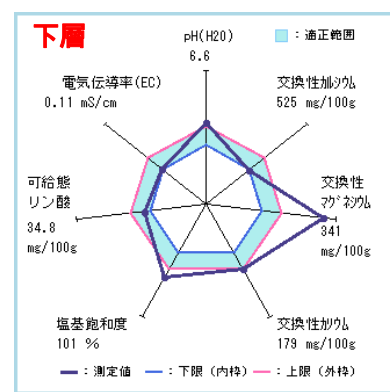 下層
pH(H2O)
6.6
：適正範囲
電気伝導率(EC)
0.11 mS/cm
交換性ｶﾙｼｳﾑ
525 mg/100g
可給態
リン酸
34.8
mg/100g
交換性
ﾏｸﾞﾈｼｳﾑ
341
mg/100g
塩基飽和度
101 %
交換性ｶﾘｳﾑ
179 mg/100g
：測定値 ：下限（内枠） ：上限（外枠）